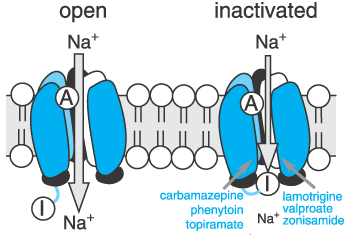 open
inactivated
Na⁺
Na⁺
A
A
I
I
Na⁺
Na⁺
carbamazepine
phenytoin
topiramate
lamotrigine
valproate
zonisamide